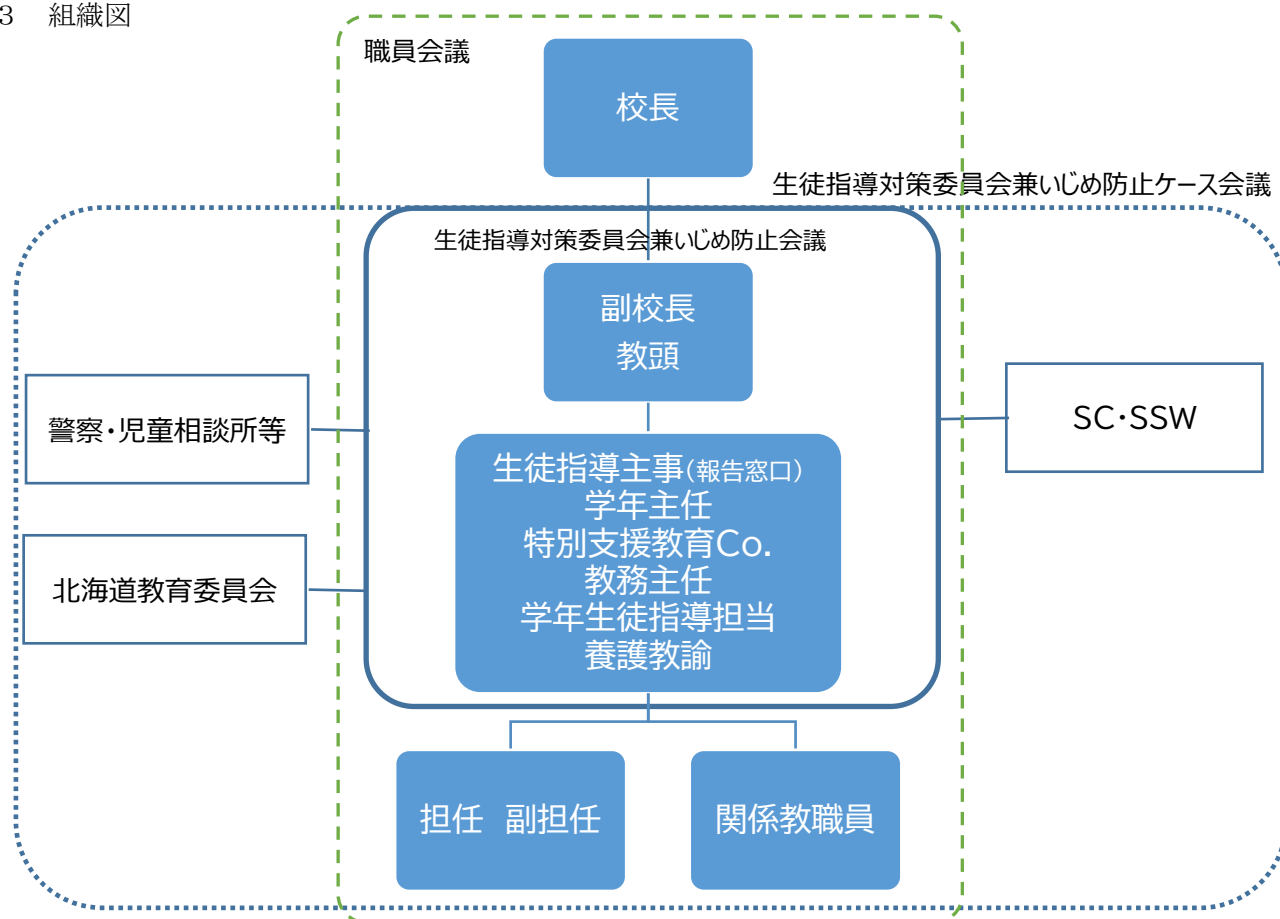 3　組織図
職員会議
校長
生徒指導対策委員会兼いじめ防止ケース会議
生徒指導対策委員会兼いじめ防止会議
副校長
教頭
警察・児童相談所等
SC・SSW
生徒指導主事(報告窓口)
学年主任
特別支援教育Co.
教務主任
学年生徒指導担当
養護教諭
北海道教育委員会
担任　副担任
関係教職員